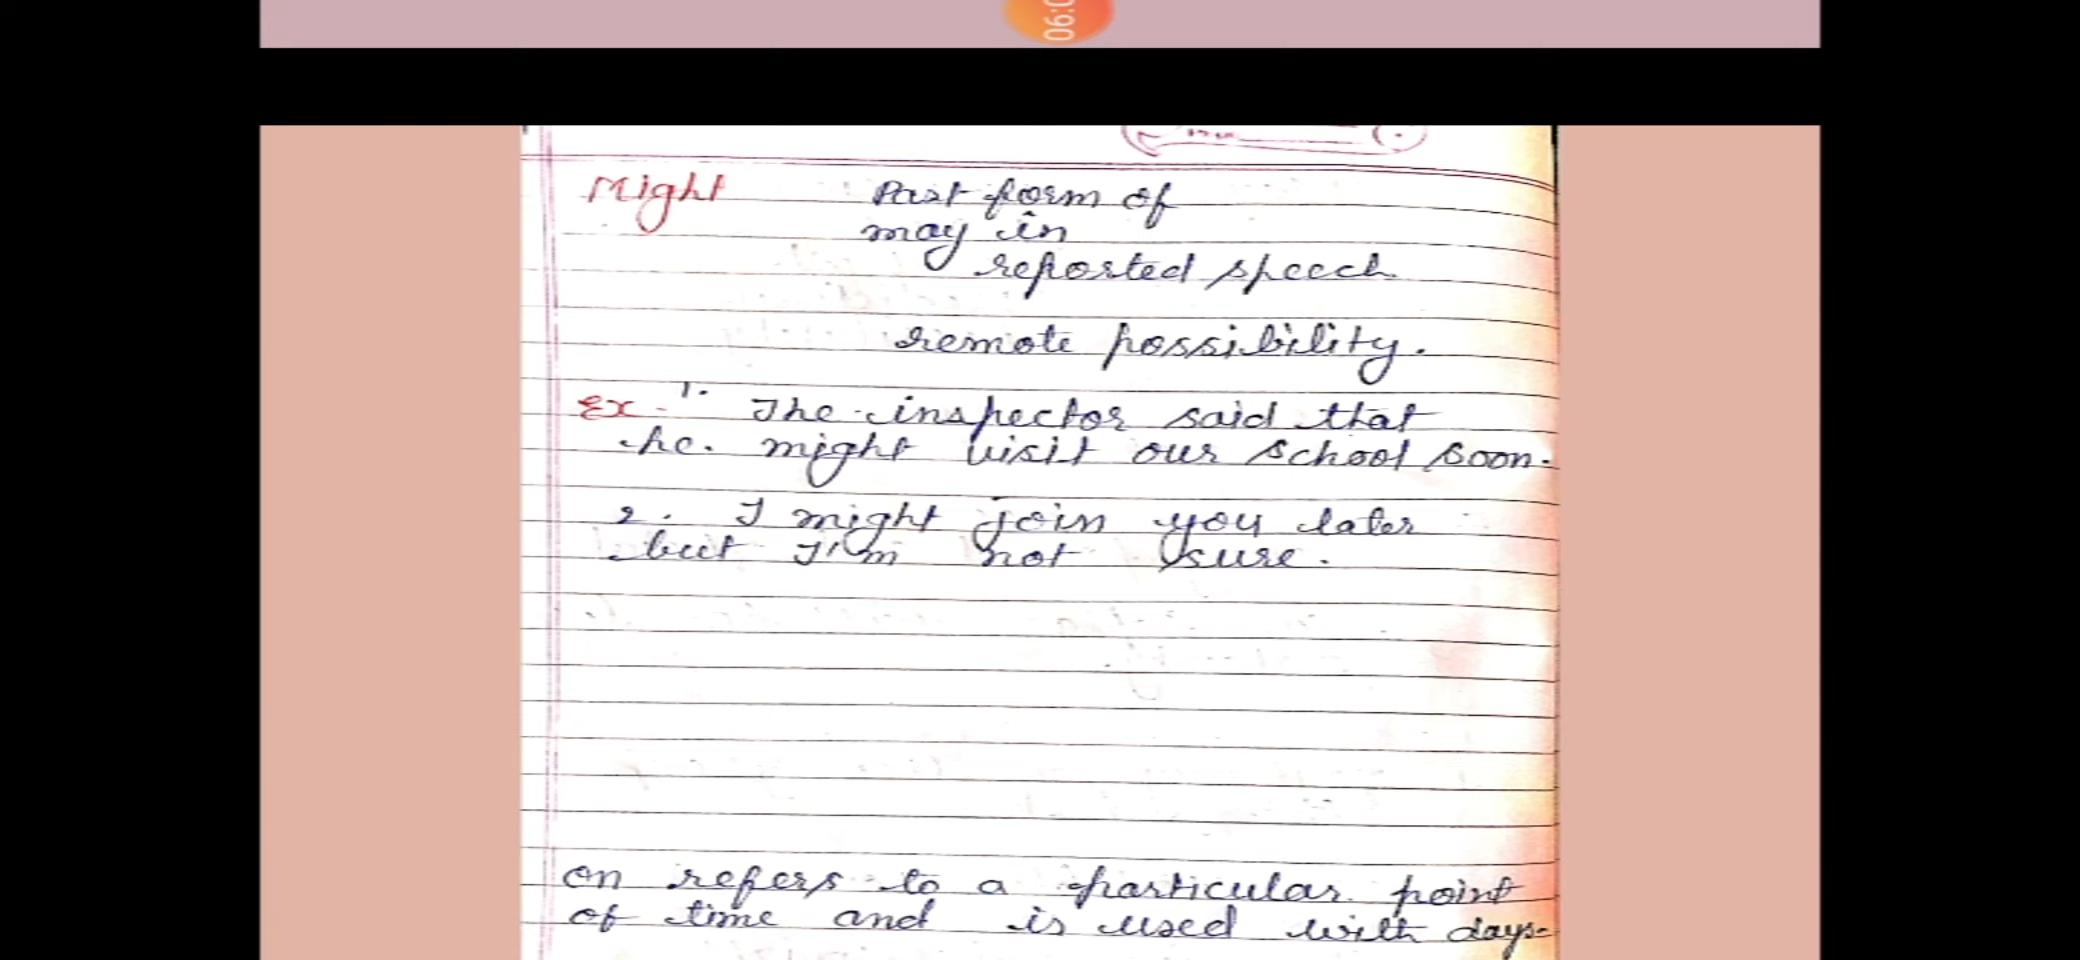 06:0
Might Past form of
may in
reported speech
remote possibility.
Ex - 1. The inspector said that
he might visit our school soon.
2. I might join you later
but I'm not sure.
on refers to a particular point
of time and is used with days-